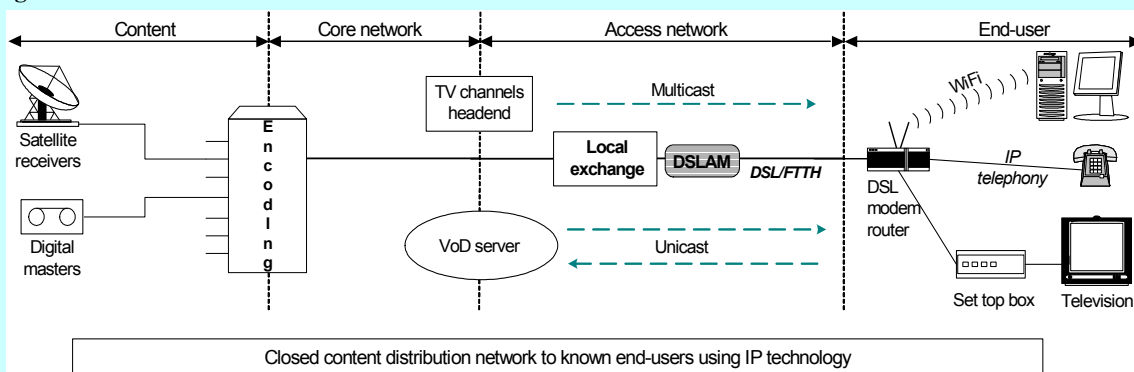 Content
Core network
Access network
End-user
TV channels
headend
Multicast
WiFi
Satellite
receivers
EncodIng
Local
exchange
DSLAM
DSL/FTTH
IP
telephony
DSL
modem
router
Digital
masters
VoD server
Unicast
Set top box
Television
Closed content distribution network to known end-users using IP technology